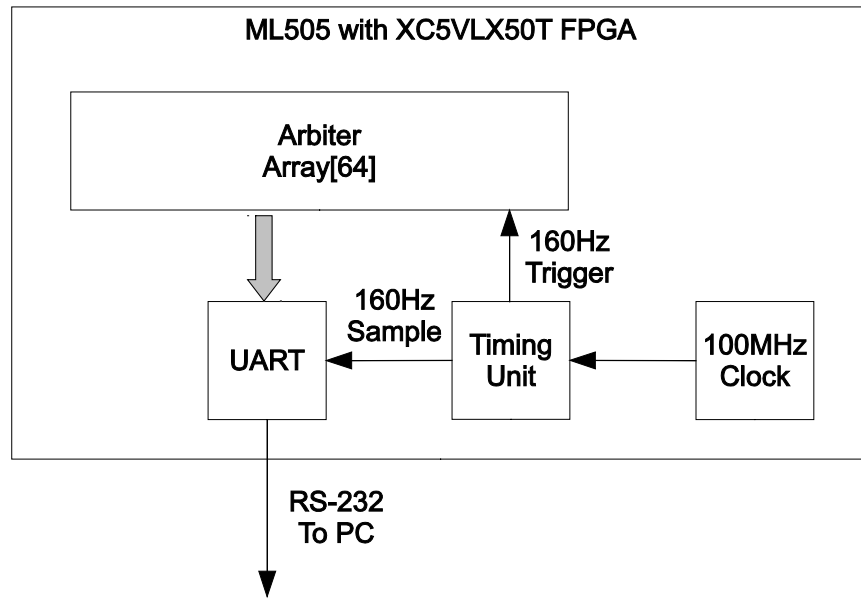 ML505 with XC5VLX50T FPGA
Arbiter
Array[64]
160Hz
Trigger
160Hz
Sample
UART
Timing
Unit
100MHz
Clock
RS-232
To PC